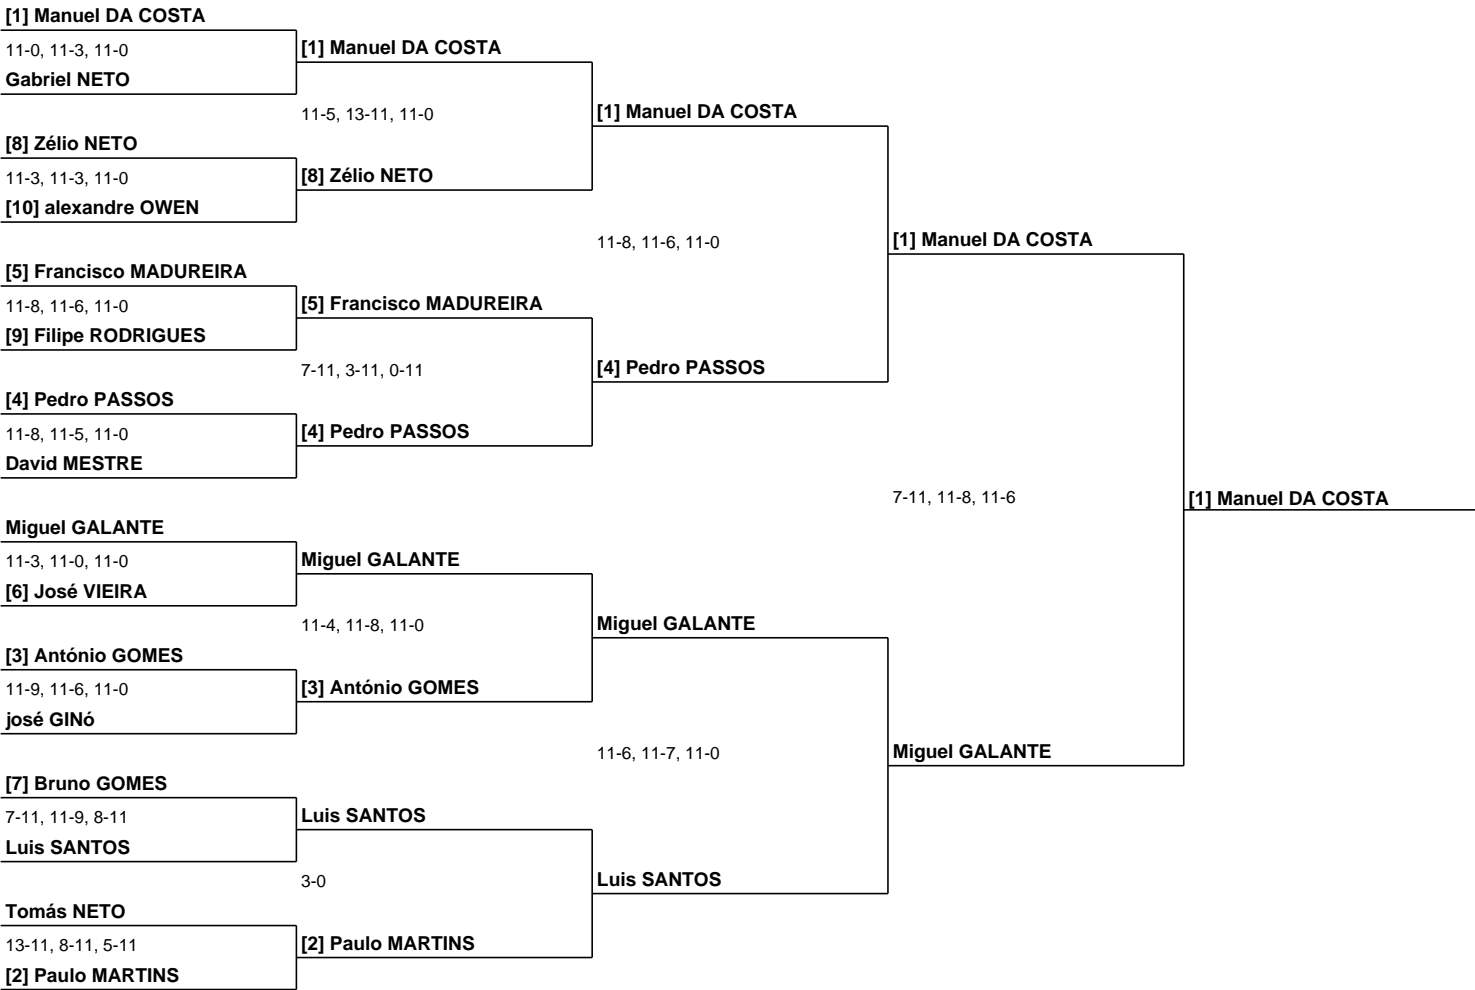 [1] Manuel DA COSTA
11-0, 11-3, 11-0
Gabriel NETO
[8] Zélio NETO
11-3, 11-3, 11-0
[10] alexandre OWEN
[5] Francisco MADUREIRA
11-8, 11-6, 11-0
[9] Filipe RODRIGUES
[4] Pedro PASSOS
11-8, 11-5, 11-0
David MESTRE
Miguel GALANTE
11-3, 11-0, 11-0
[6] José VIEIRA
[3] António GOMES
11-9, 11-6, 11-0
josé GINó
[7] Bruno GOMES
7-11, 11-9, 8-11
Luis SANTOS
Tomás NETO
13-11, 8-11, 5-11
[2] Paulo MARTINS
[1] Manuel DA COSTA
11-5, 13-11, 11-0
[8] Zélio NETO
[5] Francisco MADUREIRA
7-11, 3-11, 0-11
[4] Pedro PASSOS
Miguel GALANTE
11-4, 11-8, 11-0
[3] António GOMES
Luis SANTOS
3-0
[2] Paulo MARTINS
[1] Manuel DA COSTA
11-8, 11-6, 11-0
[4] Pedro PASSOS
Miguel GALANTE
11-6, 11-7, 11-0
Luis SANTOS
[1] Manuel DA COSTA
7-11, 11-8, 11-6
Miguel GALANTE
[1] Manuel DA COSTA